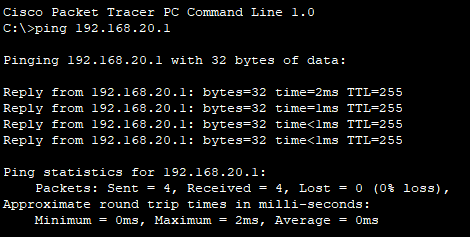 Cisco Packet Tracer PC Command Line 1.0
C:\>ping 192.168.20.1
Pinging 192.168.20.1 with 32 bytes of data:
Reply from 192.168.20.1: bytes=32 time=2ms TTL=255
Reply from 192.168.20.1: bytes=32 time=1ms TTL=255
Reply from 192.168.20.1: bytes=32 time<1ms TTL=255
Reply from 192.168.20.1: bytes=32 time<1ms TTL=255
Ping statistics for 192.168.20.1:
Packets: Sent = 4, Received = 4, Lost = 0 (0% loss),
Approximate round trip times in milli-seconds:
Minimum = 0ms, Maximum = 2ms, Average = 0ms